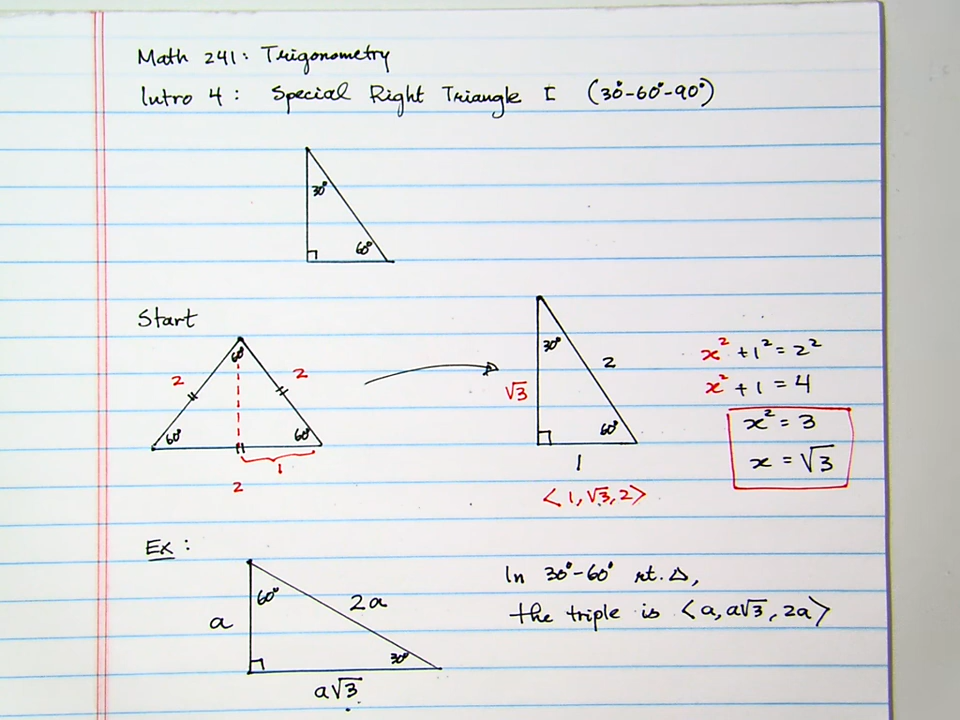 Math 241: Trigonometry
Intro 4: Special Right Triangle I (30°-60°-90°)
30°
60°
Start
60°
2
2
60°
60°
1
2
30°
2
√3
60°
1
<1, √3, 2>
x² + 1² = 2²
x² + 1 = 4
x² = 3
x = √3
Ex:
60°
2a
a
30°
a√3
In 30°-60° rt. △,
the triple is <a, a√3, 2a>